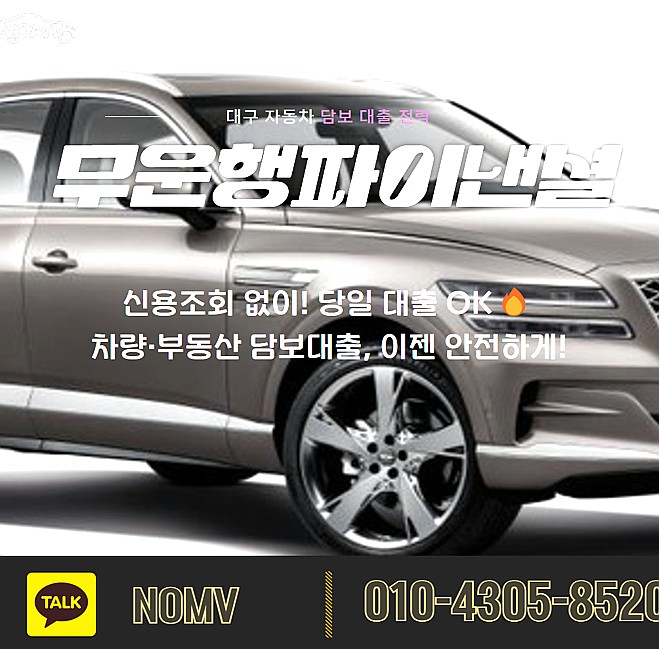 대구 자동차 담보 대출 전력
무운행파이낸셜
신용조회 없이! 당일 대출 OK🔥
차량·부동산 담보대출, 이젠 안전하게!
TALK NOMV 010-4305-8520